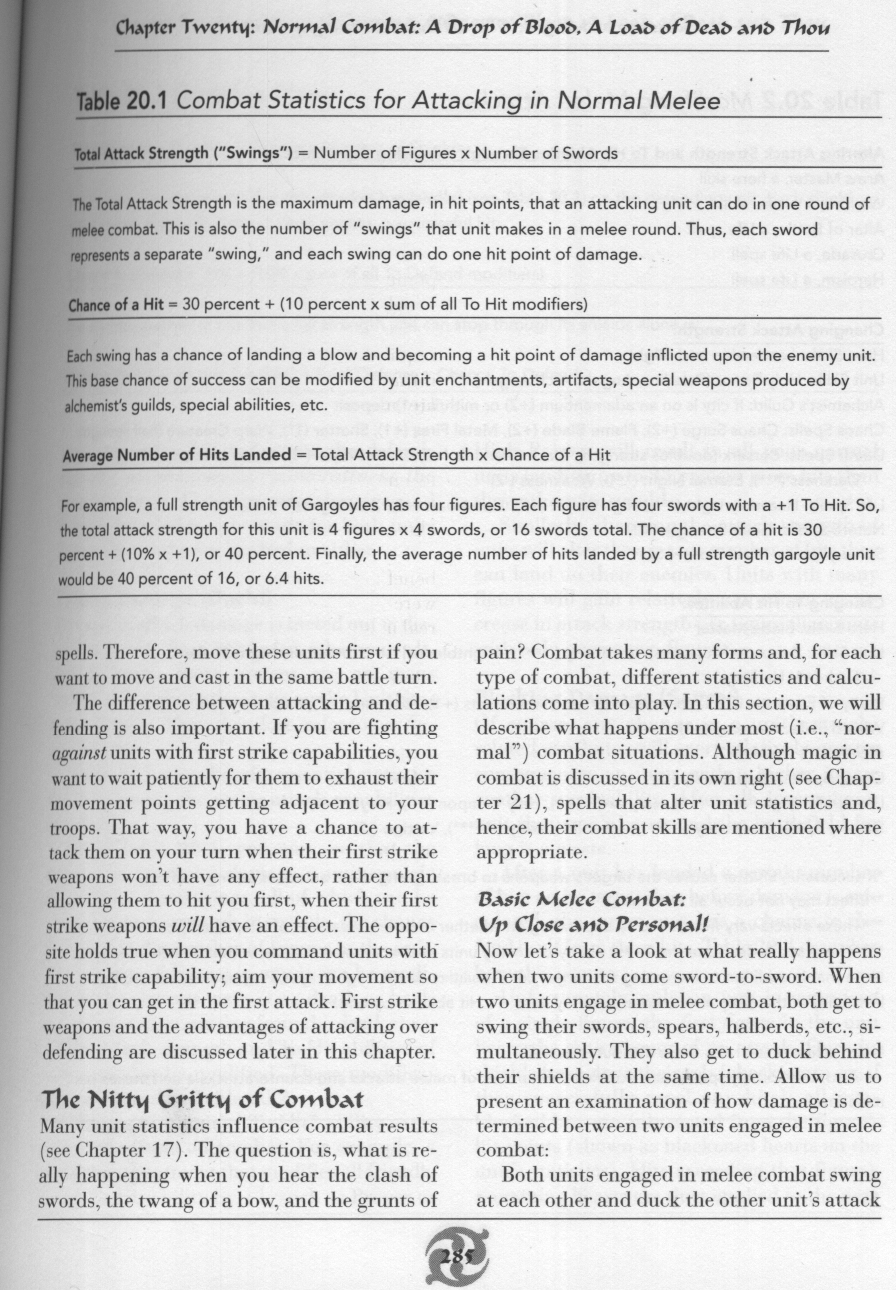 Chapter Twenty: Normal Combat: A Drop of Blood, A Load of Dead and Thou
Table 20.1 Combat Statistics for Attacking in Normal Melee
Total Attack Strength ("Swings") = Number of Figures x Number of Swords
The Total Attack Strength is the maximum damage, in hit points, that an attacking unit can do in one round of
melee combat. This is also the number of "swings" that unit makes in a melee round. Thus, each sword
represents a separate "swing," and each swing can do one hit point of damage.
Chance of a Hit = 30 percent + (10 percent x sum of all To Hit modifiers)
Each swing has a chance of landing a blow and becoming a hit point of damage inflicted upon the enemy unit.
This base chance of success can be modified by unit enchantments, artifacts, special weapons produced by
alchemist's guilds, special abilities, etc.
Average Number of Hits Landed = Total Attack Strength x Chance of a Hit
For example, a full strength unit of Gargoyles has four figures. Each figure has four swords with a +1 To Hit. So,
the total attack strength for this unit is 4 figures x 4 swords, or 16 swords total. The chance of a hit is 30
percent + (10% x +1), or 40 percent. Finally, the average number of hits landed by a full strength gargoyle unit
would be 40 percent of 16, or 6.4 hits.
spells. Therefore, move these units first if you
want to move and cast in the same battle turn.
The difference between attacking and de-
fending is also important. If you are fighting
against units with first strike capabilities, you
want to wait patiently for them to exhaust their
movement points getting adjacent to your
troops. That way, you have a chance to at-
tack them on your turn when their first strike
weapons won't have any effect, rather than
allowing them to hit you first, when their first
strike weapons will have an effect. The oppo-
site holds true when you command units with
first strike capability; aim your movement so
that you can get in the first attack. First strike
weapons and the advantages of attacking over
defending are discussed later in this chapter.
The Nitty Gritty of Combat
Many unit statistics influence combat results
(see Chapter 17). The question is, what is re-
ally happening when you hear the clash of
swords, the twang of a bow, and the grunts of
pain? Combat takes many forms and, for each
type of combat, different statistics and calcu-
lations come into play. In this section, we will
describe what happens under most (i.e., "nor-
mal") combat situations. Although magic in
combat is discussed in its own right (see Chap-
ter 21), spells that alter unit statistics and,
hence, their combat skills are mentioned where
appropriate.
Basic Melee Combat:
Up Close and Personal!
Now let's take a look at what really happens
when two units come sword-to-sword. When
two units engage in melee combat, both get to
swing their swords, spears, halberds, etc., si-
multaneously. They also get to duck behind
their shields at the same time. Allow us to
present an examination of how damage is de-
termined between two units engaged in melee
combat:
Both units engaged in melee combat swing
at each other and duck the other unit's attack
285